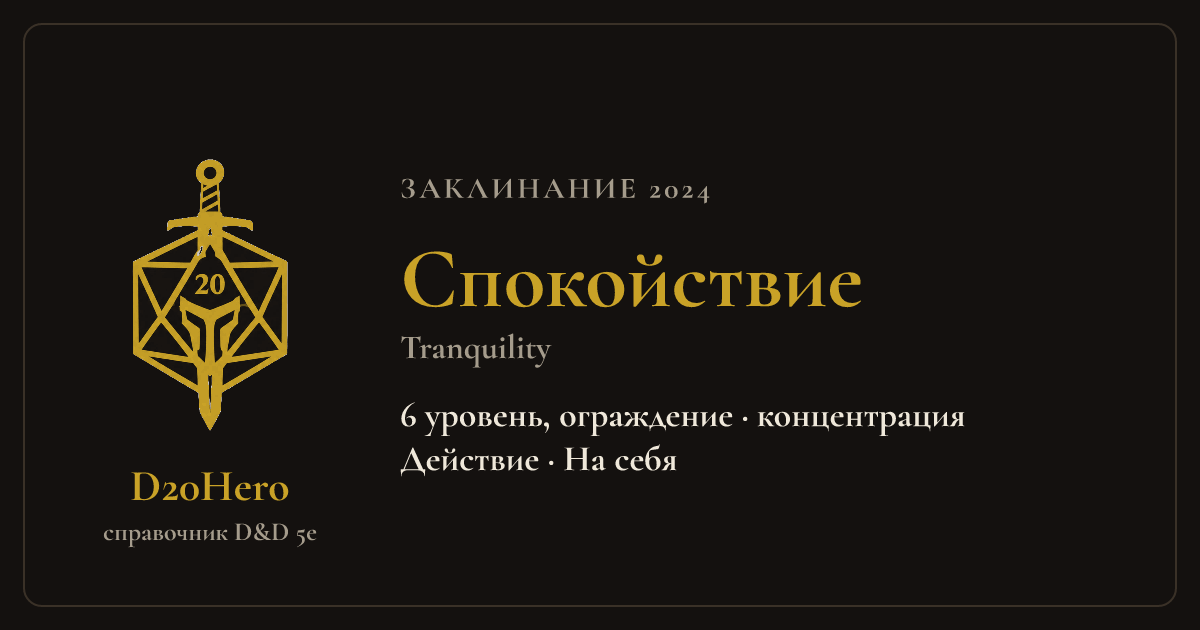 20
D20Hero
справочник D&D 5e
ЗАКЛИНАНИЕ 2024
Спокойствие
Tranquility
6 уровень, ограждение · концентрация
Действие · На себя